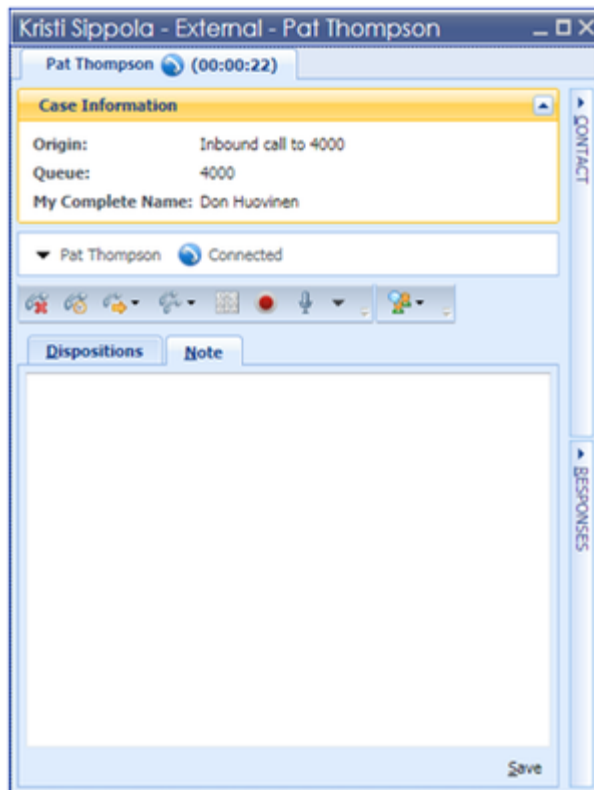 Kristi Sippola - External - Pat Thompson
Pat Thompson (00:00:22)
Case Information
Origin: Inbound call to 4000
Queue: 4000
My Complete Name: Don Huovinen
Pat Thompson Connected
Dispositions Note
Save
CONTACT
RESPONSES